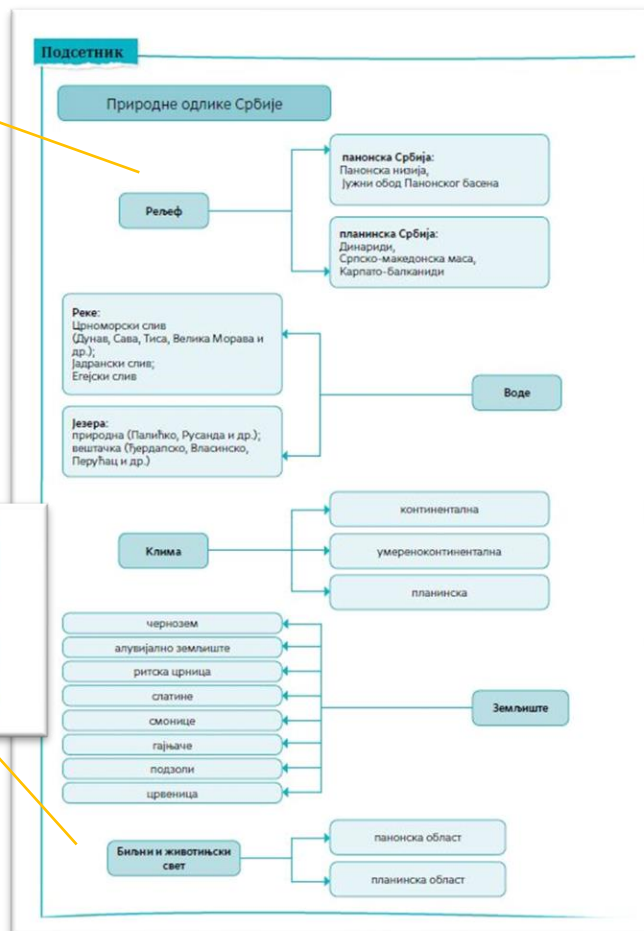 Подсетник
Природне одлике Србије
Рељеф
панонска Србија:
Панонска низија,
Јужни обод Панонског басена
планинска Србија:
Динариди,
Српско-македонска маса,
Карпато-балканиди
Реке:
Црноморски слив
(Дунав, Сава, Тиса, Велика Морава и
др.);
Јадрански слив;
Егејски слив
Воде
Језера:
природна (Палићко, Русанда и др.);
вештачка (Ђердапско, Власинско,
Перућац и др.)
Клима
континентална
умереноконтинентална
планинска
чернозем
алувијално земљиште
ритска црница
слатине
смонице
гајњаче
подзоли
црвеница
Земљиште
Биљни и животињски
свет
панонска област
планинска област